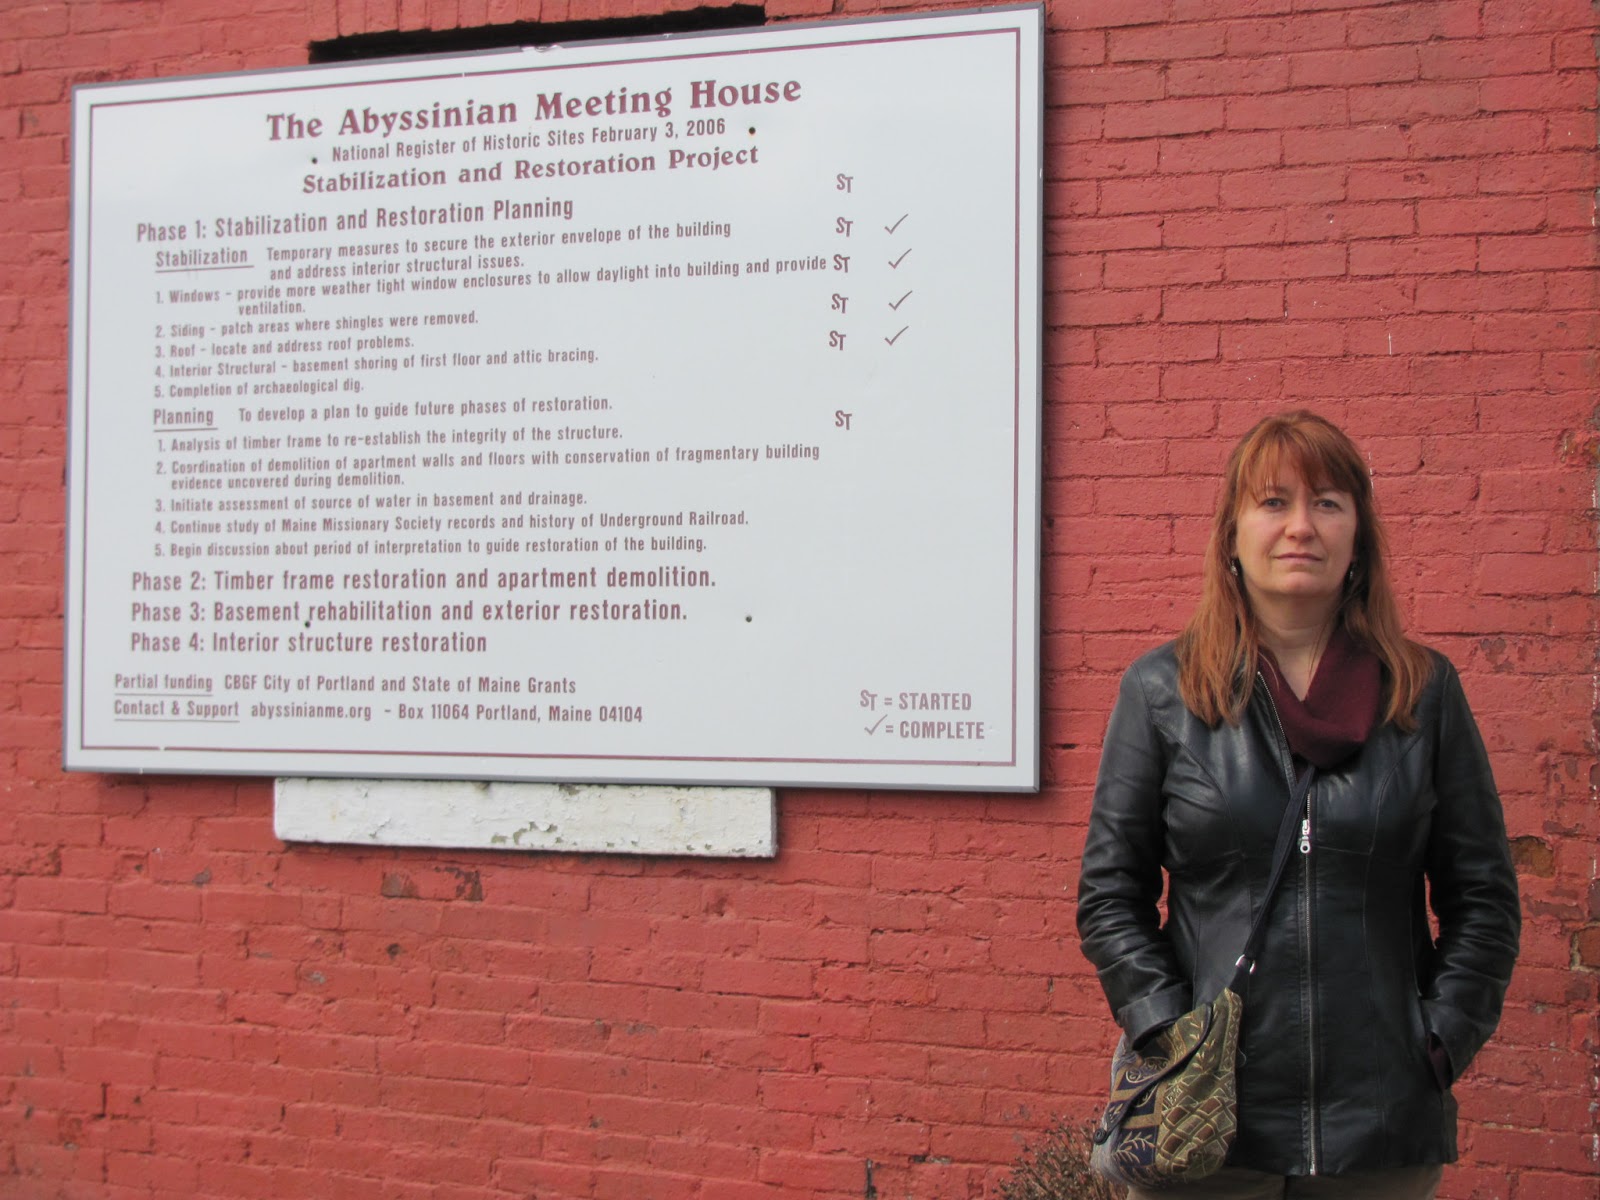 The Abyssinian Meeting House
National Register of Historic Sites February 3, 2006
Stabilization and Restoration Project
ST
Phase 1: Stabilization and Restoration Planning
Stabilization Temporary measures to secure the exterior envelope of the building ST ✓
and address interior structural issues.
1. Windows - provide more weather tight window enclosures to allow daylight into building and provide ST ✓
ventilation.
2. Siding - patch areas where shingles were removed. ST ✓
3. Roof - locate and address roof problems. ST ✓
4. Interior Structural - basement shoring of first floor and attic bracing.
5. Completion of archaeological dig.
Planning To develop a plan to guide future phases of restoration. ST
1. Analysis of timber frame to re-establish the integrity of the structure.
2. Coordination of demolition of apartment walls and floors with conservation of fragmentary building
evidence uncovered during demolition.
3. Initiate assessment of source of water in basement and drainage.
4. Continue study of Maine Missionary Society records and history of Underground Railroad.
5. Begin discussion about period of interpretation to guide restoration of the building.
Phase 2: Timber frame restoration and apartment demolition.
Phase 3: Basement rehabilitation and exterior restoration.
Phase 4: Interior structure restoration
Partial funding CBGF City of Portland and State of Maine Grants
Contact & Support abyssinianme.org - Box 11064 Portland, Maine 04104
ST = STARTED
✓ = COMPLETE